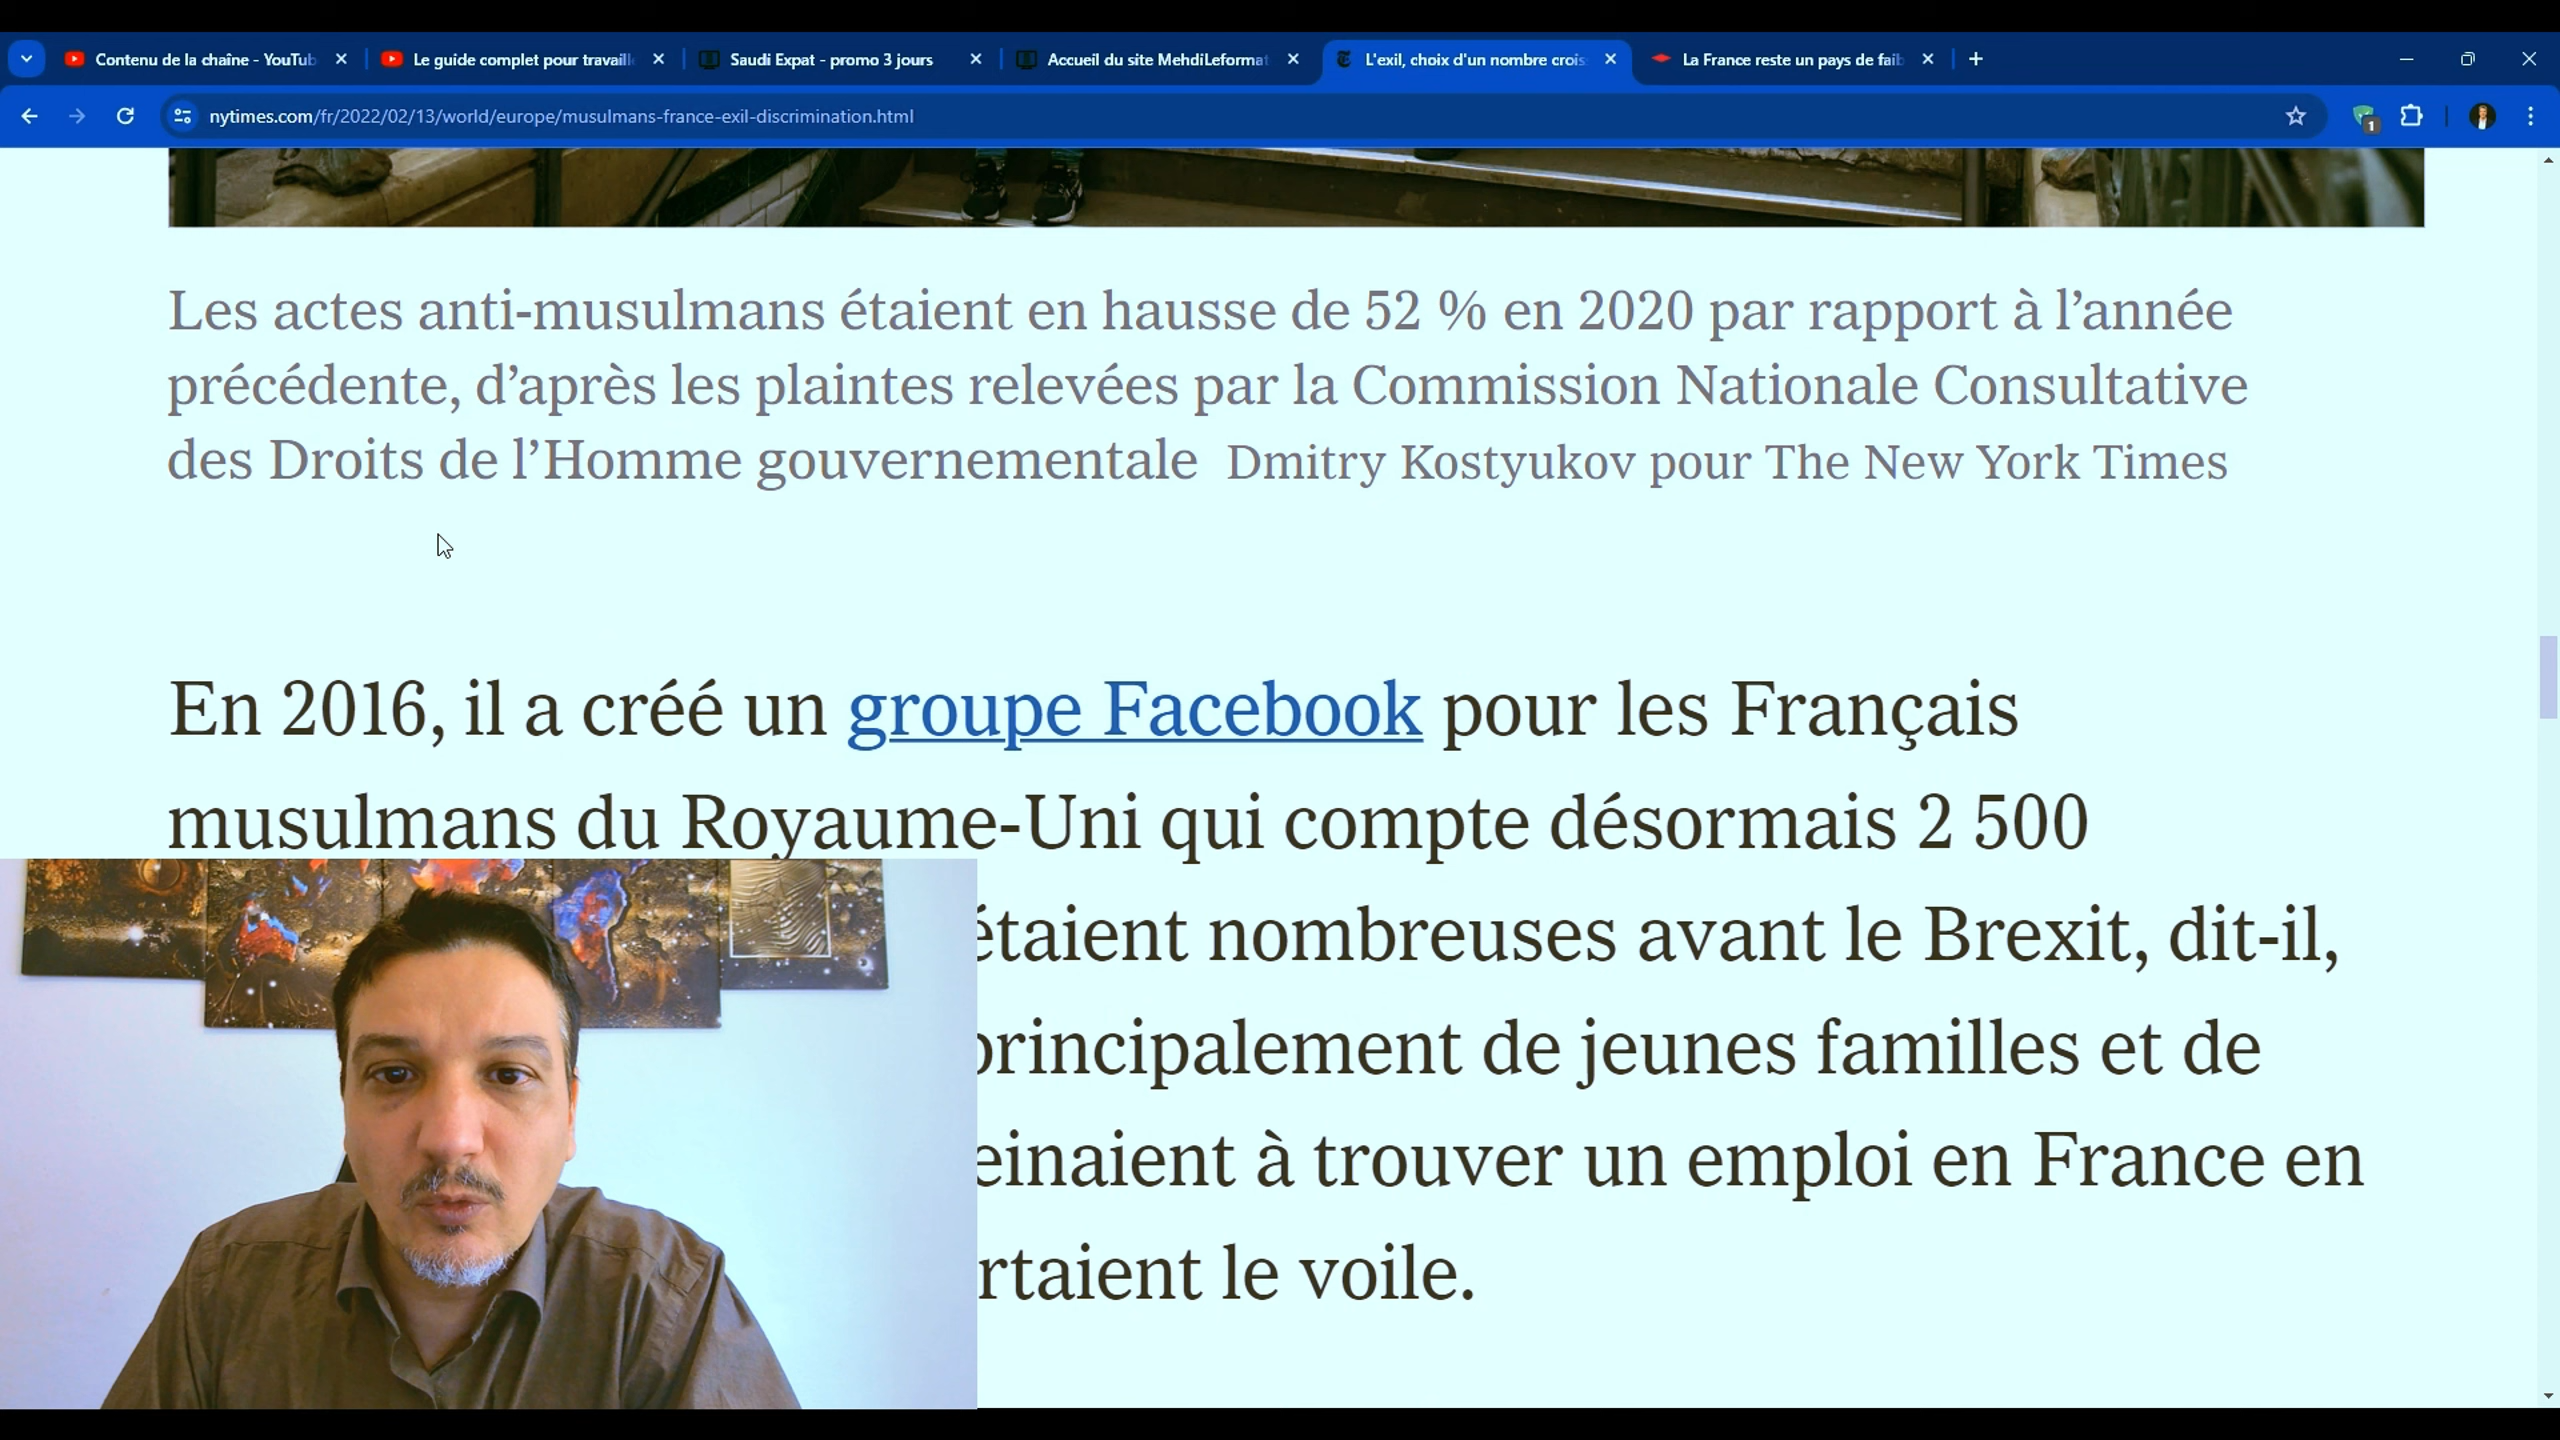 Contenu de la chaîne - YouTub
Le guide complet pour travaill
Saudi Expat - promo 3 jours
Accueil du site MehdiLeformat
L'exil, choix d'un nombre crois
La France reste un pays de faib
nytimes.com/fr/2022/02/13/world/europe/musulmans-france-exil-discrimination.html
1
Les actes anti-musulmans étaient en hausse de 52 % en 2020 par rapport à l’année
précédente, d’après les plaintes relevées par la Commission Nationale Consultative
des Droits de l’Homme gouvernementale Dmitry Kostyukov pour The New York Times
En 2016, il a créé un groupe Facebook pour les Français
musulmans du Royaume-Uni qui compte désormais 2 500
étaient nombreuses avant le Brexit, dit-il,
principalement de jeunes familles et de
einaient à trouver un emploi en France en
rtaient le voile.